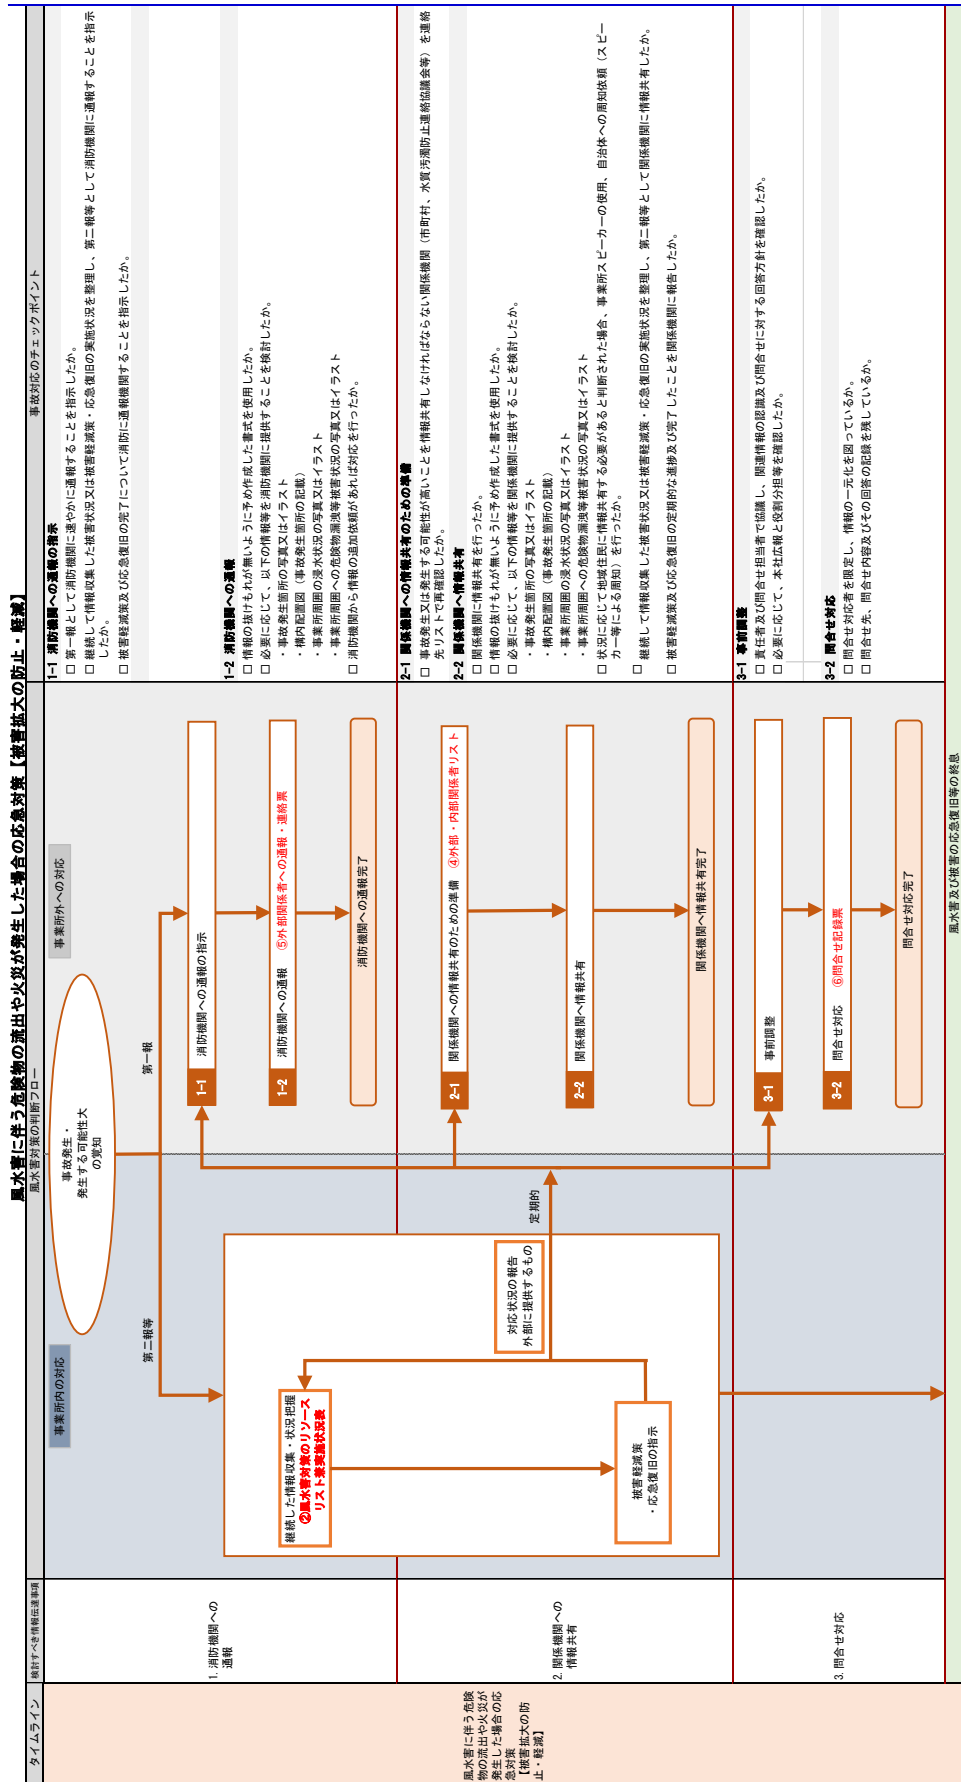 風水害に伴う危険物の流出や火災が発生した場合の応急対策【被害拡大の防止・軽減】
タイムライン
検討すべき情報伝達事項
風水害対策の判断フロー
事故対応のチェックポイント
風水害に伴う危険
物の流出や火災が
発生した場合の応
急対策
【被害拡大の防
止・軽減】
1. 消防機関への
通報
2. 関係機関への
情報共有
3. 問合せ対応
事業所内の対応
事業所外への対応
事故発生・
発生する可能性大
の覚知
第二報等
第一報
継続した情報収集・状況把握
②風水害対策のリソース
リスト兼実施状況表
被害軽減策
・応急復旧の指示
対応状況の報告
外部に提供するもの
定期的
1-1 消防機関への通報の指示
1-2 消防機関への通報 ⑤外部関係者への通報・連絡票
消防機関への通報完了
2-1 関係機関への情報共有のための準備 ④外部・内部関係者リスト
2-2 関係機関へ情報共有
関係機関へ情報共有完了
3-1 事前調整
3-2 問合せ対応 ⑥問合せ記録票
問合せ対応完了
1-1 消防機関への通報の指示
□ 第一報として消防機関に速やかに通報することを指示したか。
□ 継続して情報収集した被害状況又は被害軽減策・応急復旧の実施状況を整理し、第二報等として消防機関に通報することを指示
したか。
□ 被害軽減策及び応急復旧の完了について消防に通報機関することを指示したか。
1-2 消防機関への通報
□ 情報の抜けもれが無いように予め作成した書式を使用したか。
□ 必要に応じて、以下の情報等を消防機関に提供することを検討したか。
・事故発生箇所の写真又はイラスト
・構内配置図（事故発生箇所の記載）
・事業所周囲の浸水状況の写真又はイラスト
・事業所周囲への危険物漏洩等被害状況の写真又はイラスト
□ 消防機関から情報の追加依頼があれば対応を行ったか。
2-1 関係機関への情報共有のための準備
□ 事故発生又は発生する可能性が高いことを情報共有しなければならない関係機関（市町村、水質汚濁防止連絡協議会等）を連絡
先リストで再確認したか。
2-2 関係機関へ情報共有
□ 関係機関に情報共有を行ったか。
□ 情報の抜けもれが無いように予め作成した書式を使用したか。
□ 必要に応じて、以下の情報等を関係機関に提供することを検討したか。
・事故発生箇所の写真又はイラスト
・構内配置図（事故発生箇所の記載）
・事業所周囲の浸水状況の写真又はイラスト
・事業所周囲への危険物漏洩等被害状況の写真又はイラスト
□ 状況に応じて地域住民に情報共有する必要があると判断された場合、事業所スピーカーの使用、自治体への周知依頼（スピー
カー等による周知）を行ったか。
□ 継続して情報収集した被害状況又は被害軽減策・応急復旧の実施状況を整理し、第二報等として関係機関に情報共有したか。
□ 被害軽減策及び応急復旧の定期的な進捗及び完了したことを関係機関に報告したか。
3-1 事前調整
□ 責任者及び問合せ担当者で協議し、関連情報の認識及び問合せに対する回答方針を確認したか。
□ 必要に応じて、本社広報と役割分担等を確認したか。
3-2 問合せ対応
□ 問合せ対応者を限定し、情報の一元化を図っているか。
□ 問合せ先、問合せ内容及びその回答の記録を残しているか。
風水害及び被害の応急復旧等の終息